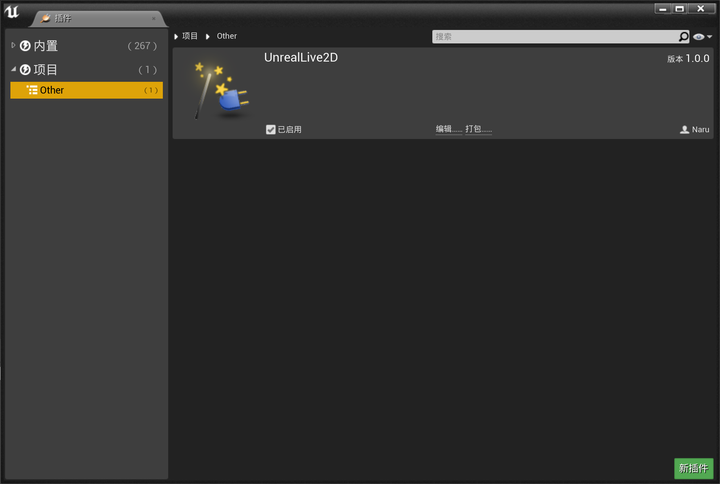 插件
内置 ( 267 )
项目 ( 1 )
Other ( 1 )
项目 Other
搜索
UnrealLive2D
版本 1.0.0
已启用
编辑...... 打包......
Naru
新插件